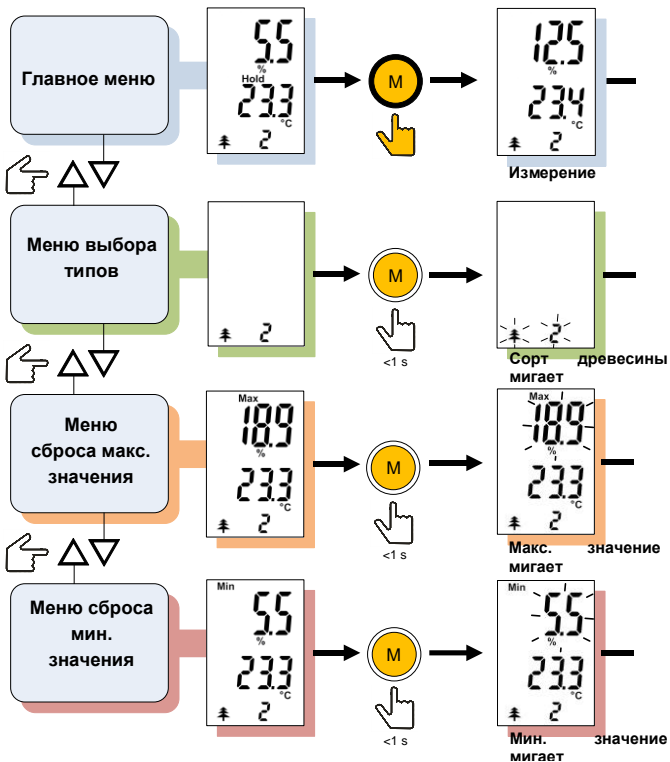 Главное меню
5.5
%
Hold
23.3
°C
2
M
12.5
%
23.4
°C
2
Измерение
Меню выбора
типов
2
M
<1 s
2
Сорт древесины
мигает
Меню
сброса макс.
значения
Max
18.9
%
23.3
°C
2
M
<1 s
Max
18.9
%
23.3
°C
2
Макс. значение
мигает
Меню сброса
мин.
значения
Min
5.5
%
23.3
°C
2
M
<1 s
Min
5.5
%
23.3
°C
2
Мин. значение
мигает